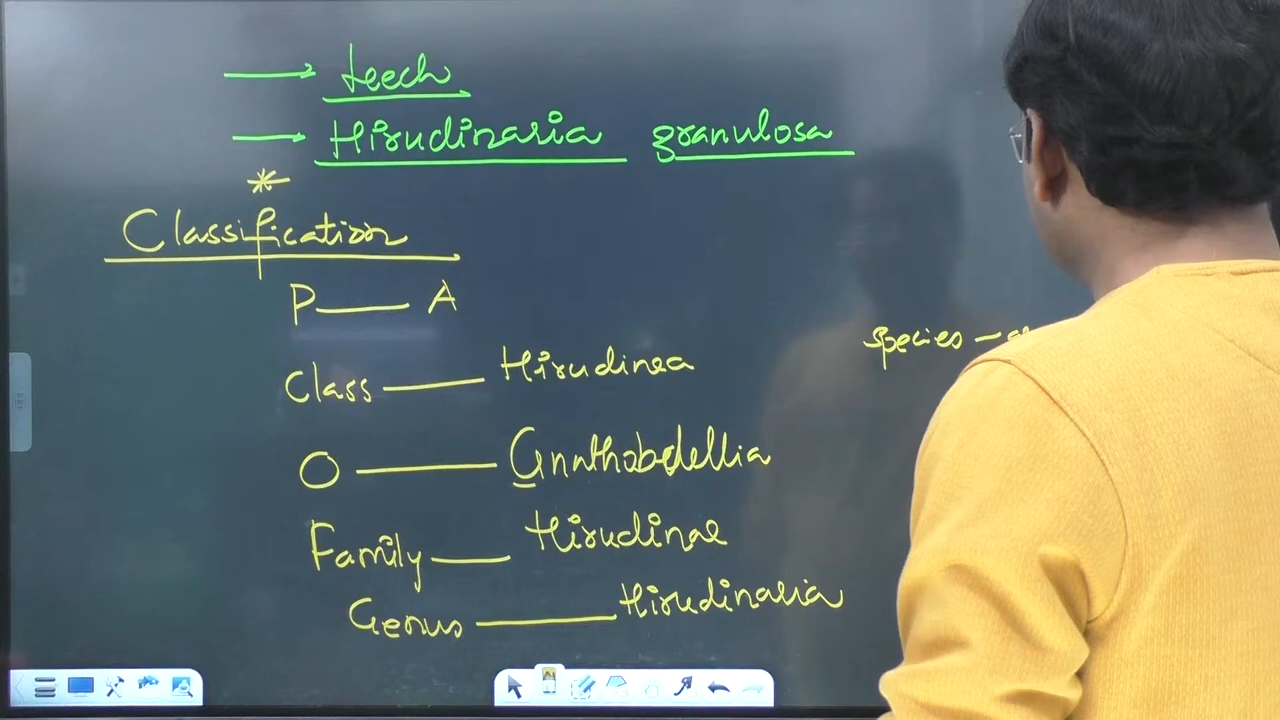 → Leech
→ Hirudinaria granulosa
*
Classification
P — A
Class — Hirudinea
Species —
O — Gnathobdellia
Family — Hirudinae
Genus — Hirudinaria